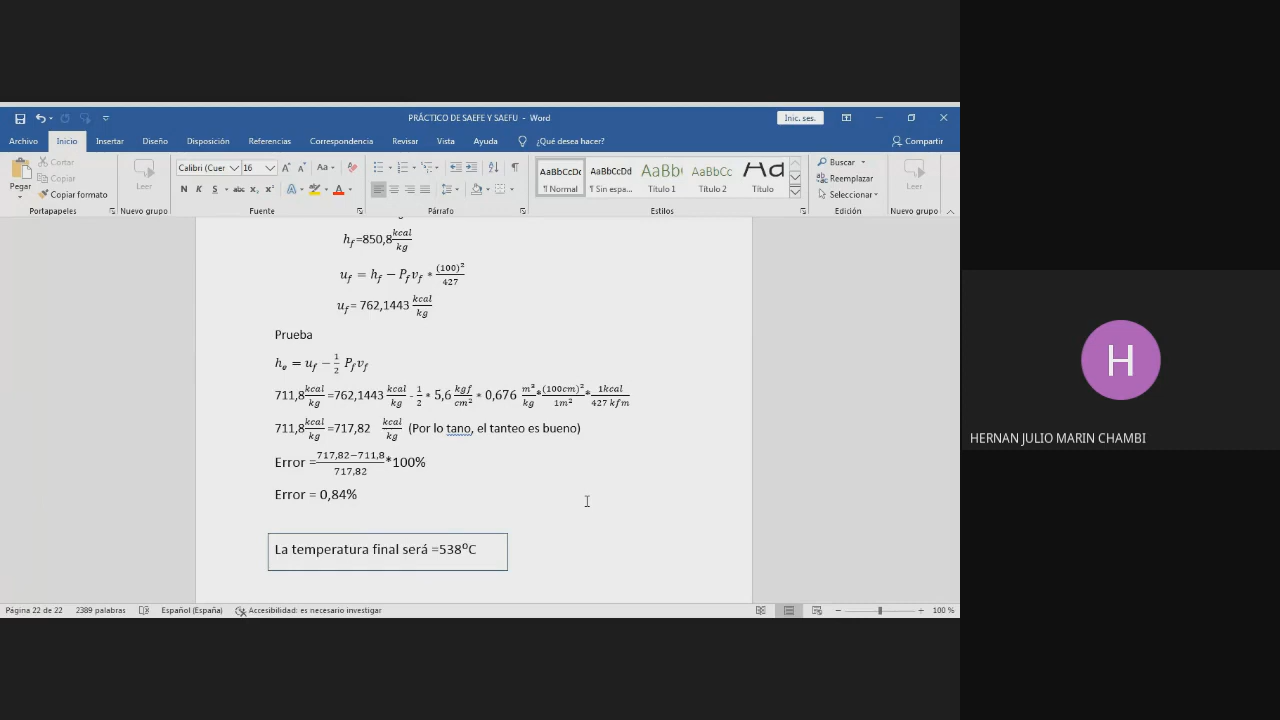 PRÁCTICO DE SAEFE Y SAEFU - Word
Inic. ses.
Archivo Inicio Insertar Diseño Disposición Referencias Correspondencia Revisar Vista Ayuda ¿Qué desea hacer? Compartir
Pegar
Cortar
Copiar
Copiar formato
Leer
Calibri (Cuer 16
N K S abc x₂ x²
AaBbCcDc AaBbCcDd AaBbC AaBbCc Aa
¶ Normal ¶ Sin espa... Título 1 Título 2 Título
Buscar
Reemplazar
Seleccionar
Leer
Portapapeles Nuevo grupo Fuente Párrafo Estilos Edición Nuevo grupo
h_f=850,8 kcal/kg
u_f = h_f − P_f v_f * (100)²/427
u_f= 762,1443 kcal/kg
Prueba
h_e = u_f − 1/2 P_f v_f
711,8 kcal/kg =762,1443 kcal/kg - 1/2 * 5,6 kgf/cm² * 0,676 m³/kg * (100cm)²/1m² * 1kcal/427 kfm
711,8 kcal/kg =717,82 kcal/kg (Por lo tano, el tanteo es bueno)
Error = 717,82−711,8/717,82 *100%
Error = 0,84%
La temperatura final será =538ºC
Página 22 de 22 2389 palabras Español (España) Accesibilidad: es necesario investigar 100 %
H
HERNAN JULIO MARIN CHAMBI